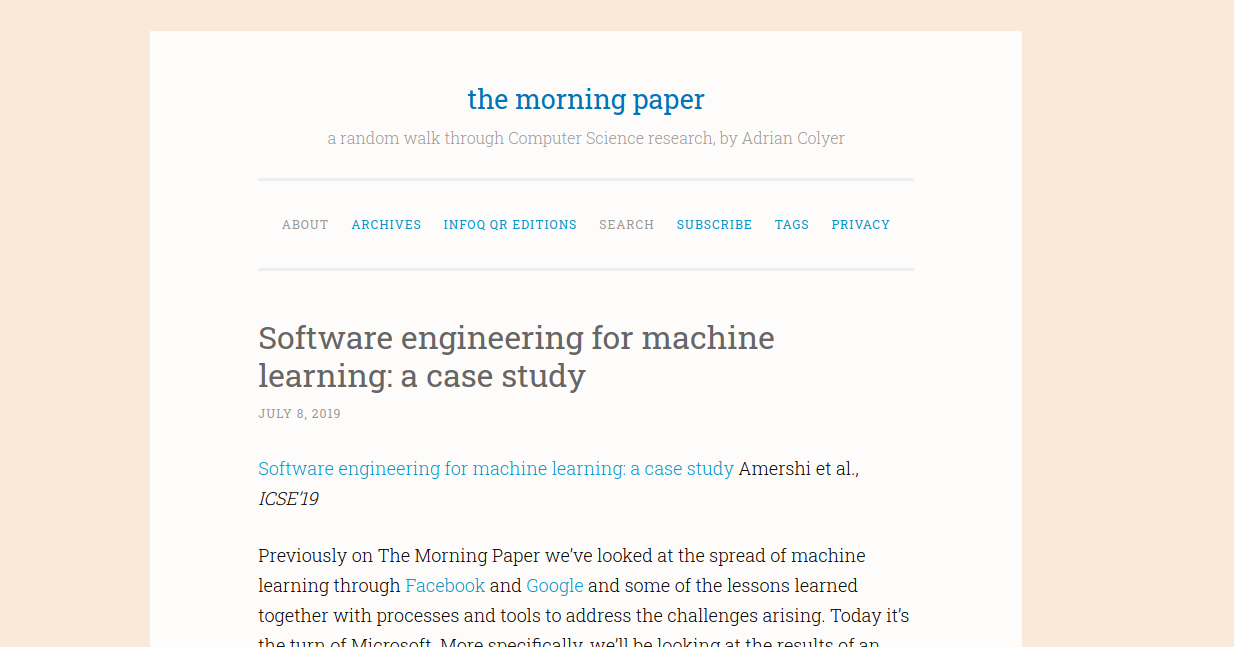 the morning paper
a random walk through Computer Science research, by Adrian Colyer
ABOUT ARCHIVES INFOQ QR EDITIONS SEARCH SUBSCRIBE TAGS PRIVACY
Software engineering for machine
learning: a case study
JULY 8, 2019
Software engineering for machine learning: a case study Amershi et al.,
ICSE’19
Previously on The Morning Paper we’ve looked at the spread of machine
learning through Facebook and Google and some of the lessons learned
together with processes and tools to address the challenges arising. Today it’s
the turn of Microsoft. More specifically, we’ll be looking at the results of an